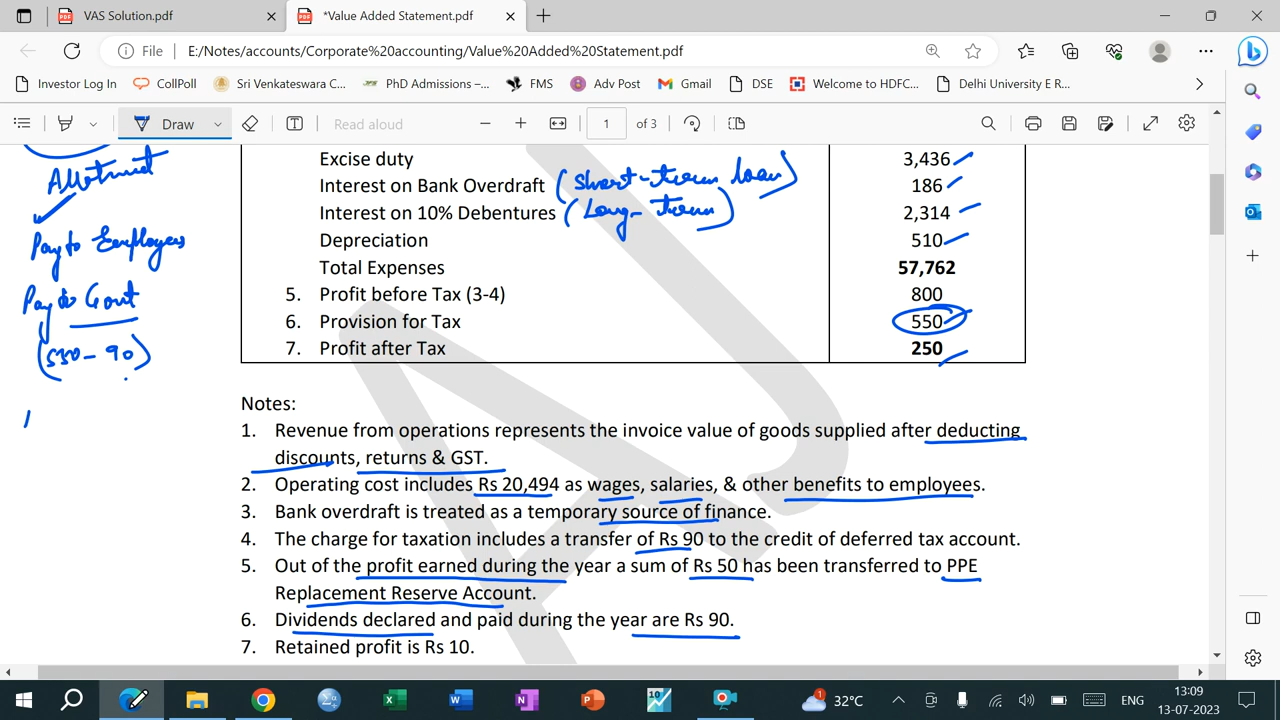 VAS Solution.pdf
*Value Added Statement.pdf
File E:/Notes/accounts/Corporate%20accounting/Value%20Added%20Statement.pdf
Investor Log In CollPoll Sri Venkateswara C... PhD Admissions –... FMS Adv Post Gmail DSE Welcome to HDFC... Delhi University E R...
Draw Read aloud 1 of 3
Excise duty 3,436
Interest on Bank Overdraft (Short-term loan) 186
Interest on 10% Debentures (Long-term) 2,314
Depreciation 510
Total Expenses 57,762
5. Profit before Tax (3-4) 800
6. Provision for Tax 550
7. Profit after Tax 250
Allotment
Pay to Employees
Pay to Govt
(550-90)
Notes:
1. Revenue from operations represents the invoice value of goods supplied after deducting
discounts, returns & GST.
2. Operating cost includes Rs 20,494 as wages, salaries, & other benefits to employees.
3. Bank overdraft is treated as a temporary source of finance.
4. The charge for taxation includes a transfer of Rs 90 to the credit of deferred tax account.
5. Out of the profit earned during the year a sum of Rs 50 has been transferred to PPE
Replacement Reserve Account.
6. Dividends declared and paid during the year are Rs 90.
7. Retained profit is Rs 10.
AJ
10
1
32°C
ENG
13:09
13-07-2023